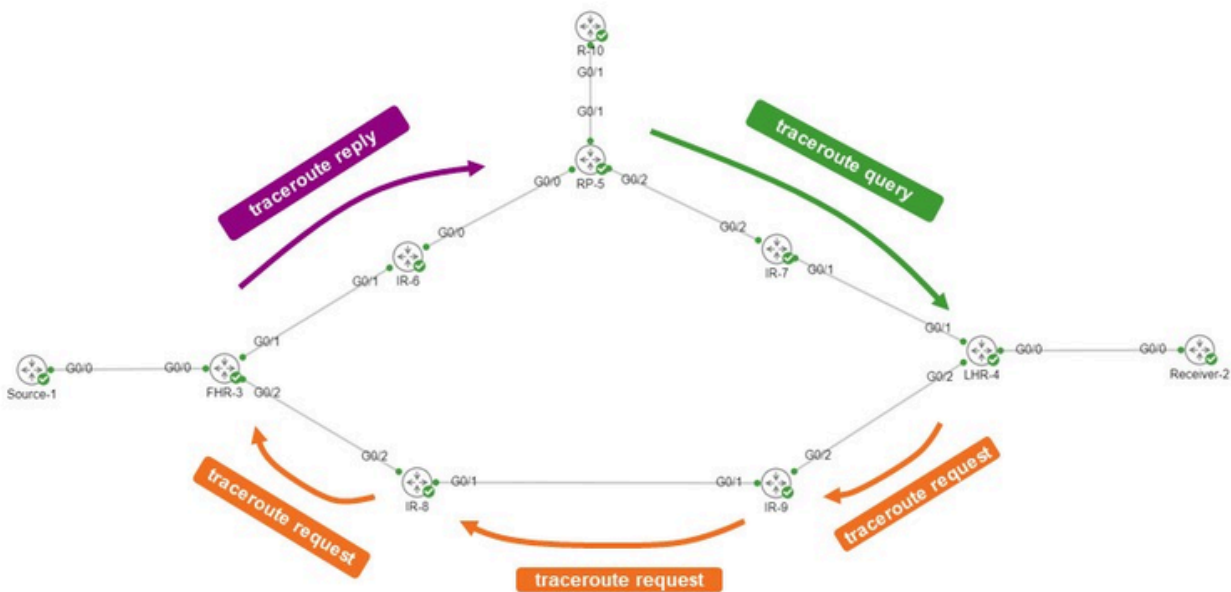 R-10
G0/1
G0/1
traceroute reply
traceroute query
G0/0
RP-5
G0/2
G0/0
G0/2
IR-6
G0/1
IR-7
G0/1
G0/1
G0/1
G0/0
G0/0
Source-1
FHR-3
G0/2
G0/0
G0/0
LHR-4
Receiver-2
G0/2
G0/2
G0/2
IR-8
G0/1
G0/1
IR-9
traceroute request
traceroute request
traceroute request